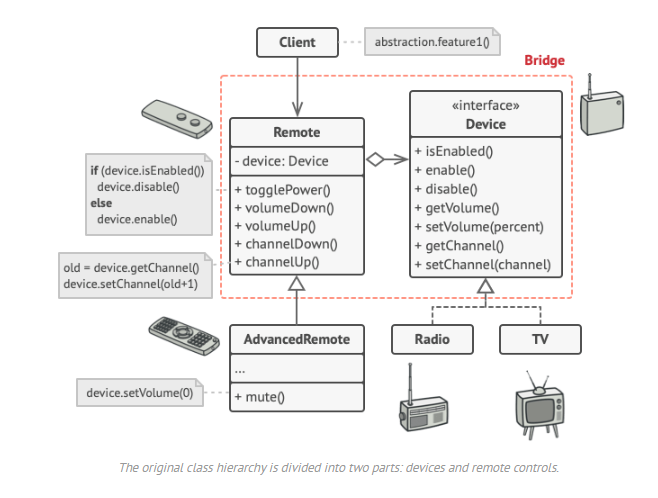 Client
abstraction.feature1()
Bridge
«interface»
Device
+ isEnabled()
+ enable()
+ disable()
+ getVolume()
+ setVolume(percent)
+ getChannel()
+ setChannel(channel)
Remote
- device: Device
+ togglePower()
+ volumeDown()
+ volumeUp()
+ channelDown()
+ channelUp()
if (device.isEnabled())
device.disable()
else
device.enable()
old = device.getChannel()
device.setChannel(old+1)
AdvancedRemote
...
+ mute()
device.setVolume(0)
Radio
TV
The original class hierarchy is divided into two parts: devices and remote controls.